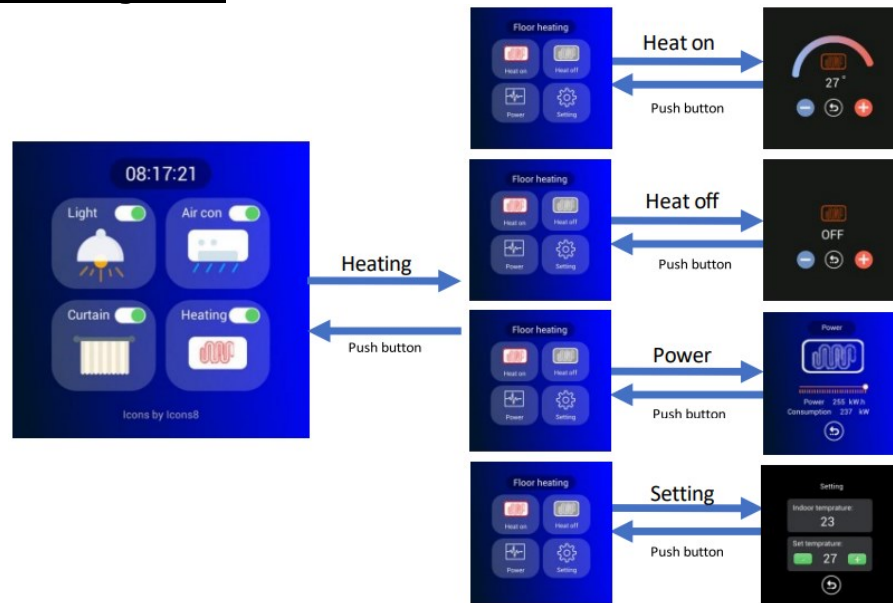 08:17:21
Light
Air con
Curtain
Heating
Icons by Icons8
Heating
Push button
Floor heating
Heat on
Heat off
Power
Setting
Heat on
Push button
27°
Floor heating
Heat on
Heat off
Power
Setting
Heat off
Push button
OFF
Floor heating
Heat on
Heat off
Power
Setting
Power
Push button
Power
Power 255 kW h
Consumption 237 kW
Floor heating
Heat on
Heat off
Power
Setting
Setting
Push button
Setting
Indoor temprature:
23
Set temprature:
27